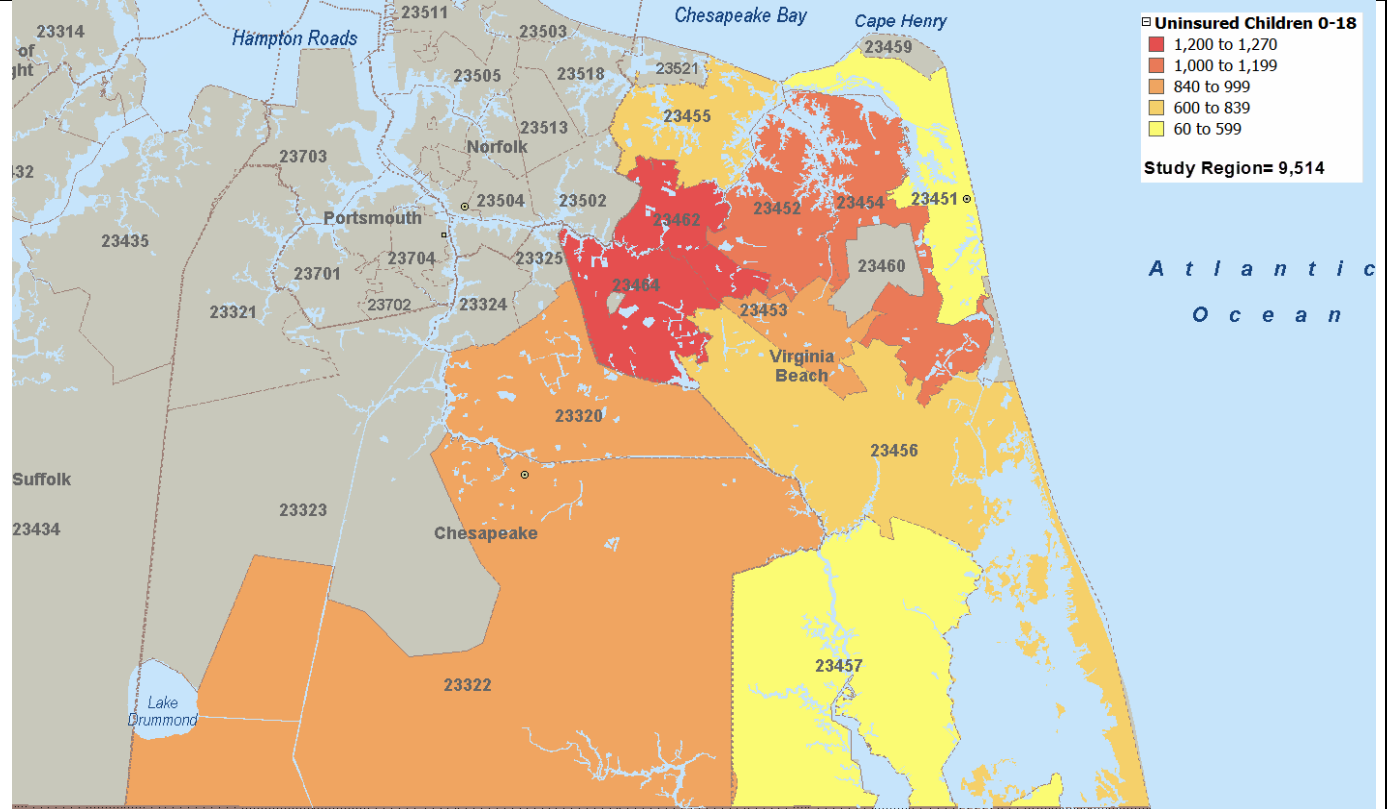 23511
23314
Hampton Roads
23503
Chesapeake Bay
Cape Henry
of
ght
23505
23518
23521
23459
Uninsured Children 0-18
1,200 to 1,270
1,000 to 1,199
840 to 999
600 to 839
60 to 599
Study Region= 9,514
23455
23513
Norfolk
23703
432
23504
23502
23462
23452
23454
23451
Portsmouth
23435
23704
23325
23701
23464
23460
Atlantic
Ocean
23321
23702
23324
23453
Virginia
Beach
23320
23456
Suffolk
23434
23323
Chesapeake
23457
23322
Lake
Drummond